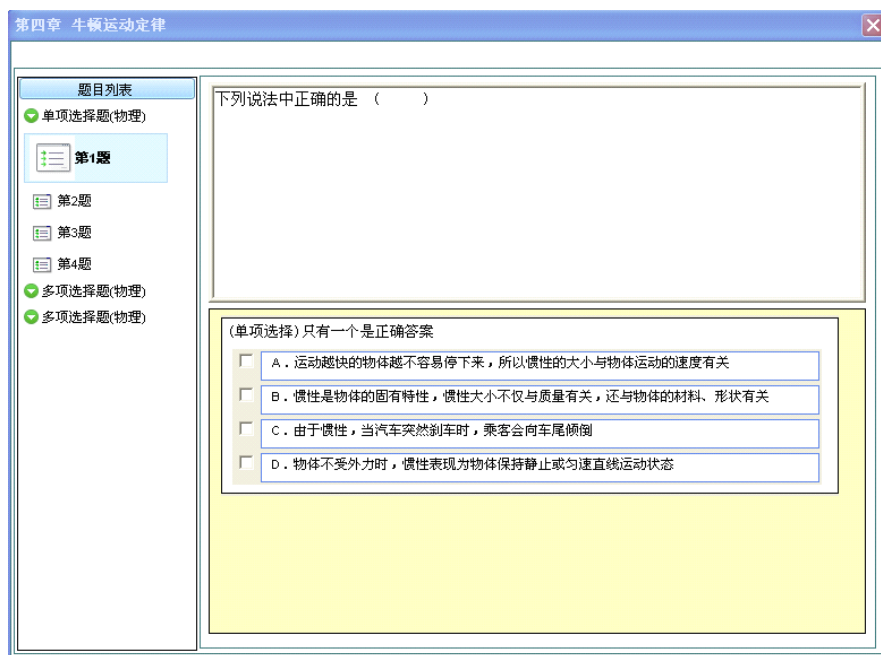 第四章 牛顿运动定律
题目列表
单项选择题(物理)
第1题
第2题
第3题
第4题
多项选择题(物理)
多项选择题(物理)
下列说法中正确的是 （　　）
(单项选择)只有一个是正确答案
A．运动越快的物体越不容易停下来，所以惯性的大小与物体运动的速度有关
B．惯性是物体的固有特性，惯性大小不仅与质量有关，还与物体的材料、形状有关
C．由于惯性，当汽车突然刹车时，乘客会向车尾倾倒
D．物体不受外力时，惯性表现为物体保持静止或匀速直线运动状态